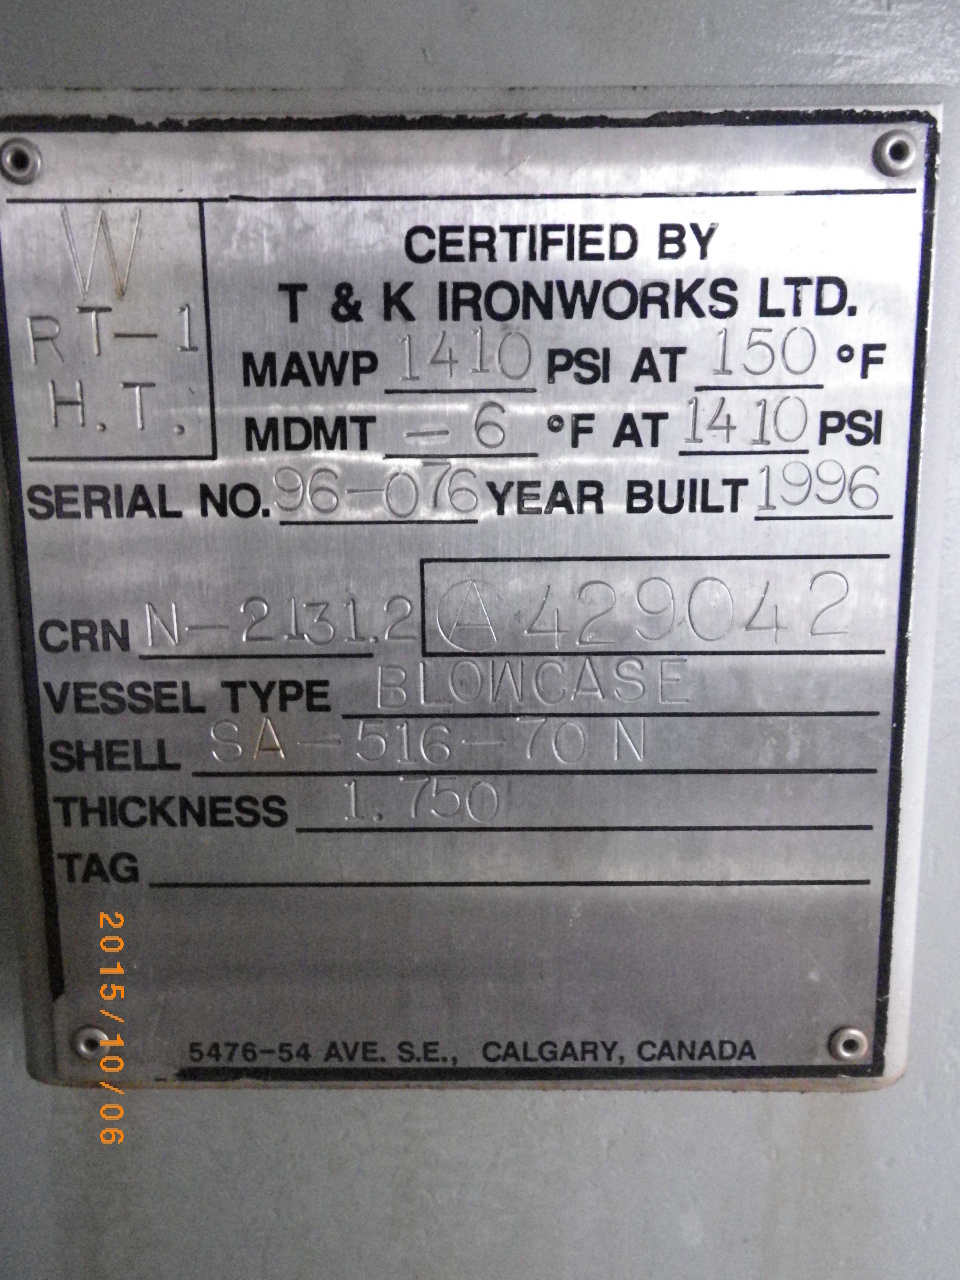 W
RT-1
H.T.
CERTIFIED BY
T & K IRONWORKS LTD.
MAWP 1410 PSI AT 150 °F
MDMT -6 °F AT 1410 PSI
SERIAL NO. 96-076 YEAR BUILT 1996
CRN N-2131.2 Ⓐ 429042
VESSEL TYPE BLOWCASE
SHELL SA-516-70 N
THICKNESS 1.750
TAG
5476-54 AVE. S.E., CALGARY, CANADA
2015/10/06